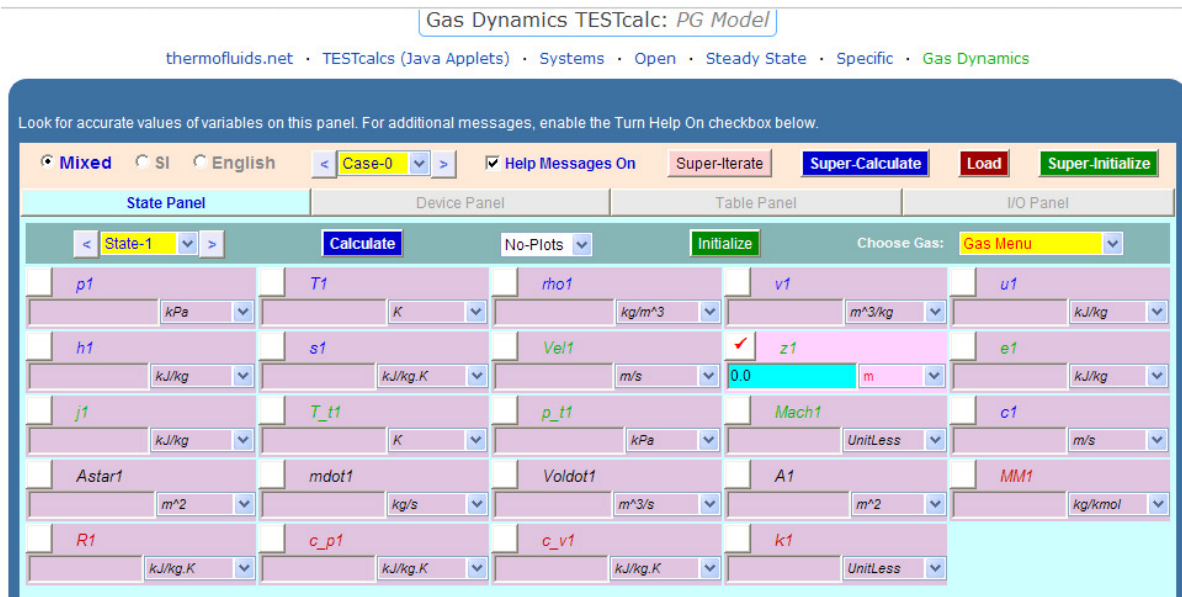 Gas Dynamics TESTcalc: PG Model
thermofluids.net · TESTcalcs (Java Applets) · Systems · Open · Steady State · Specific · Gas Dynamics
Look for accurate values of variables on this panel. For additional messages, enable the Turn Help On checkbox below.
Mixed SI English < Case-0 > Help Messages On Super-Iterate Super-Calculate Load Super-Initialize
State Panel Device Panel Table Panel I/O Panel
< State-1 > Calculate No-Plots Initialize Choose Gas: Gas Menu
p1 T1 rho1 v1 u1
kPa K kg/m^3 m^3/kg kJ/kg
h1 s1 Vel1 z1 e1
kJ/kg kJ/kg.K m/s 0.0 m kJ/kg
j1 T_t1 p_t1 Mach1 c1
kJ/kg K kPa UnitLess m/s
Astar1 mdot1 Voldot1 A1 MM1
m^2 kg/s m^3/s m^2 kg/kmol
R1 c_p1 c_v1 k1
kJ/kg.K kJ/kg.K kJ/kg.K UnitLess